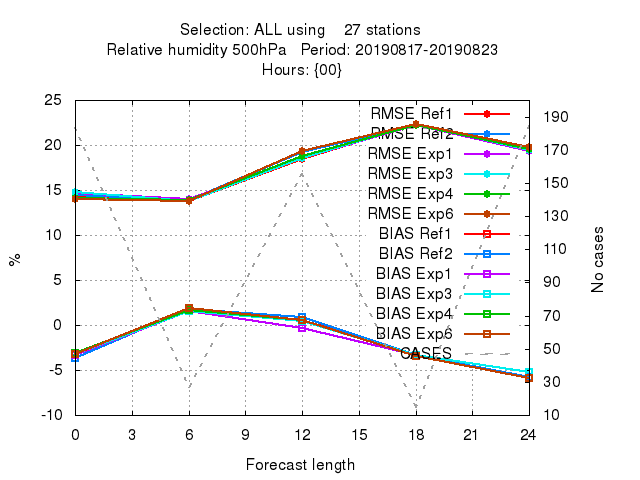 Selection: ALL using 27 stations
Relative humidity 500hPa Period: 20190817-20190823
Hours: {00}
25
20
15
10
5
0
-5
-10
%
RMSE Ref1
RMSE Ref2
RMSE Exp1
RMSE Exp3
RMSE Exp4
RMSE Exp6
BIAS Ref1
BIAS Ref2
BIAS Exp1
BIAS Exp3
BIAS Exp4
BIAS Exp6
CASES
190
170
150
130
110
90
70
50
30
10
No cases
0 3 6 9 12 15 18 21 24
Forecast length